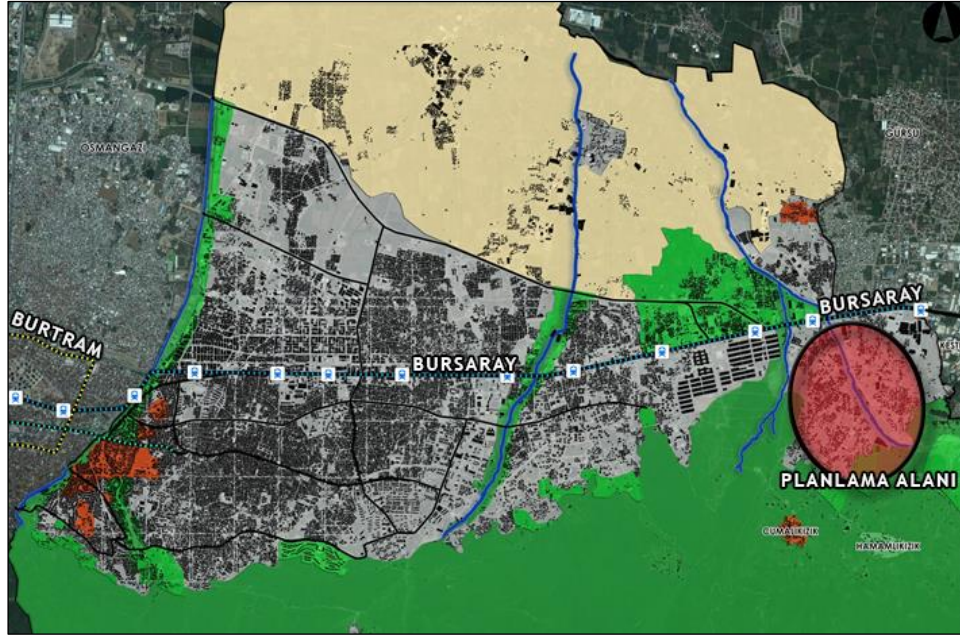 OSMANGAZİ
GÜRSU
BURSARAY
BURTRAM
BURSARAY
PLANLAMA ALANI
CUMALIKIZIK
HAMAMLIKIZIK